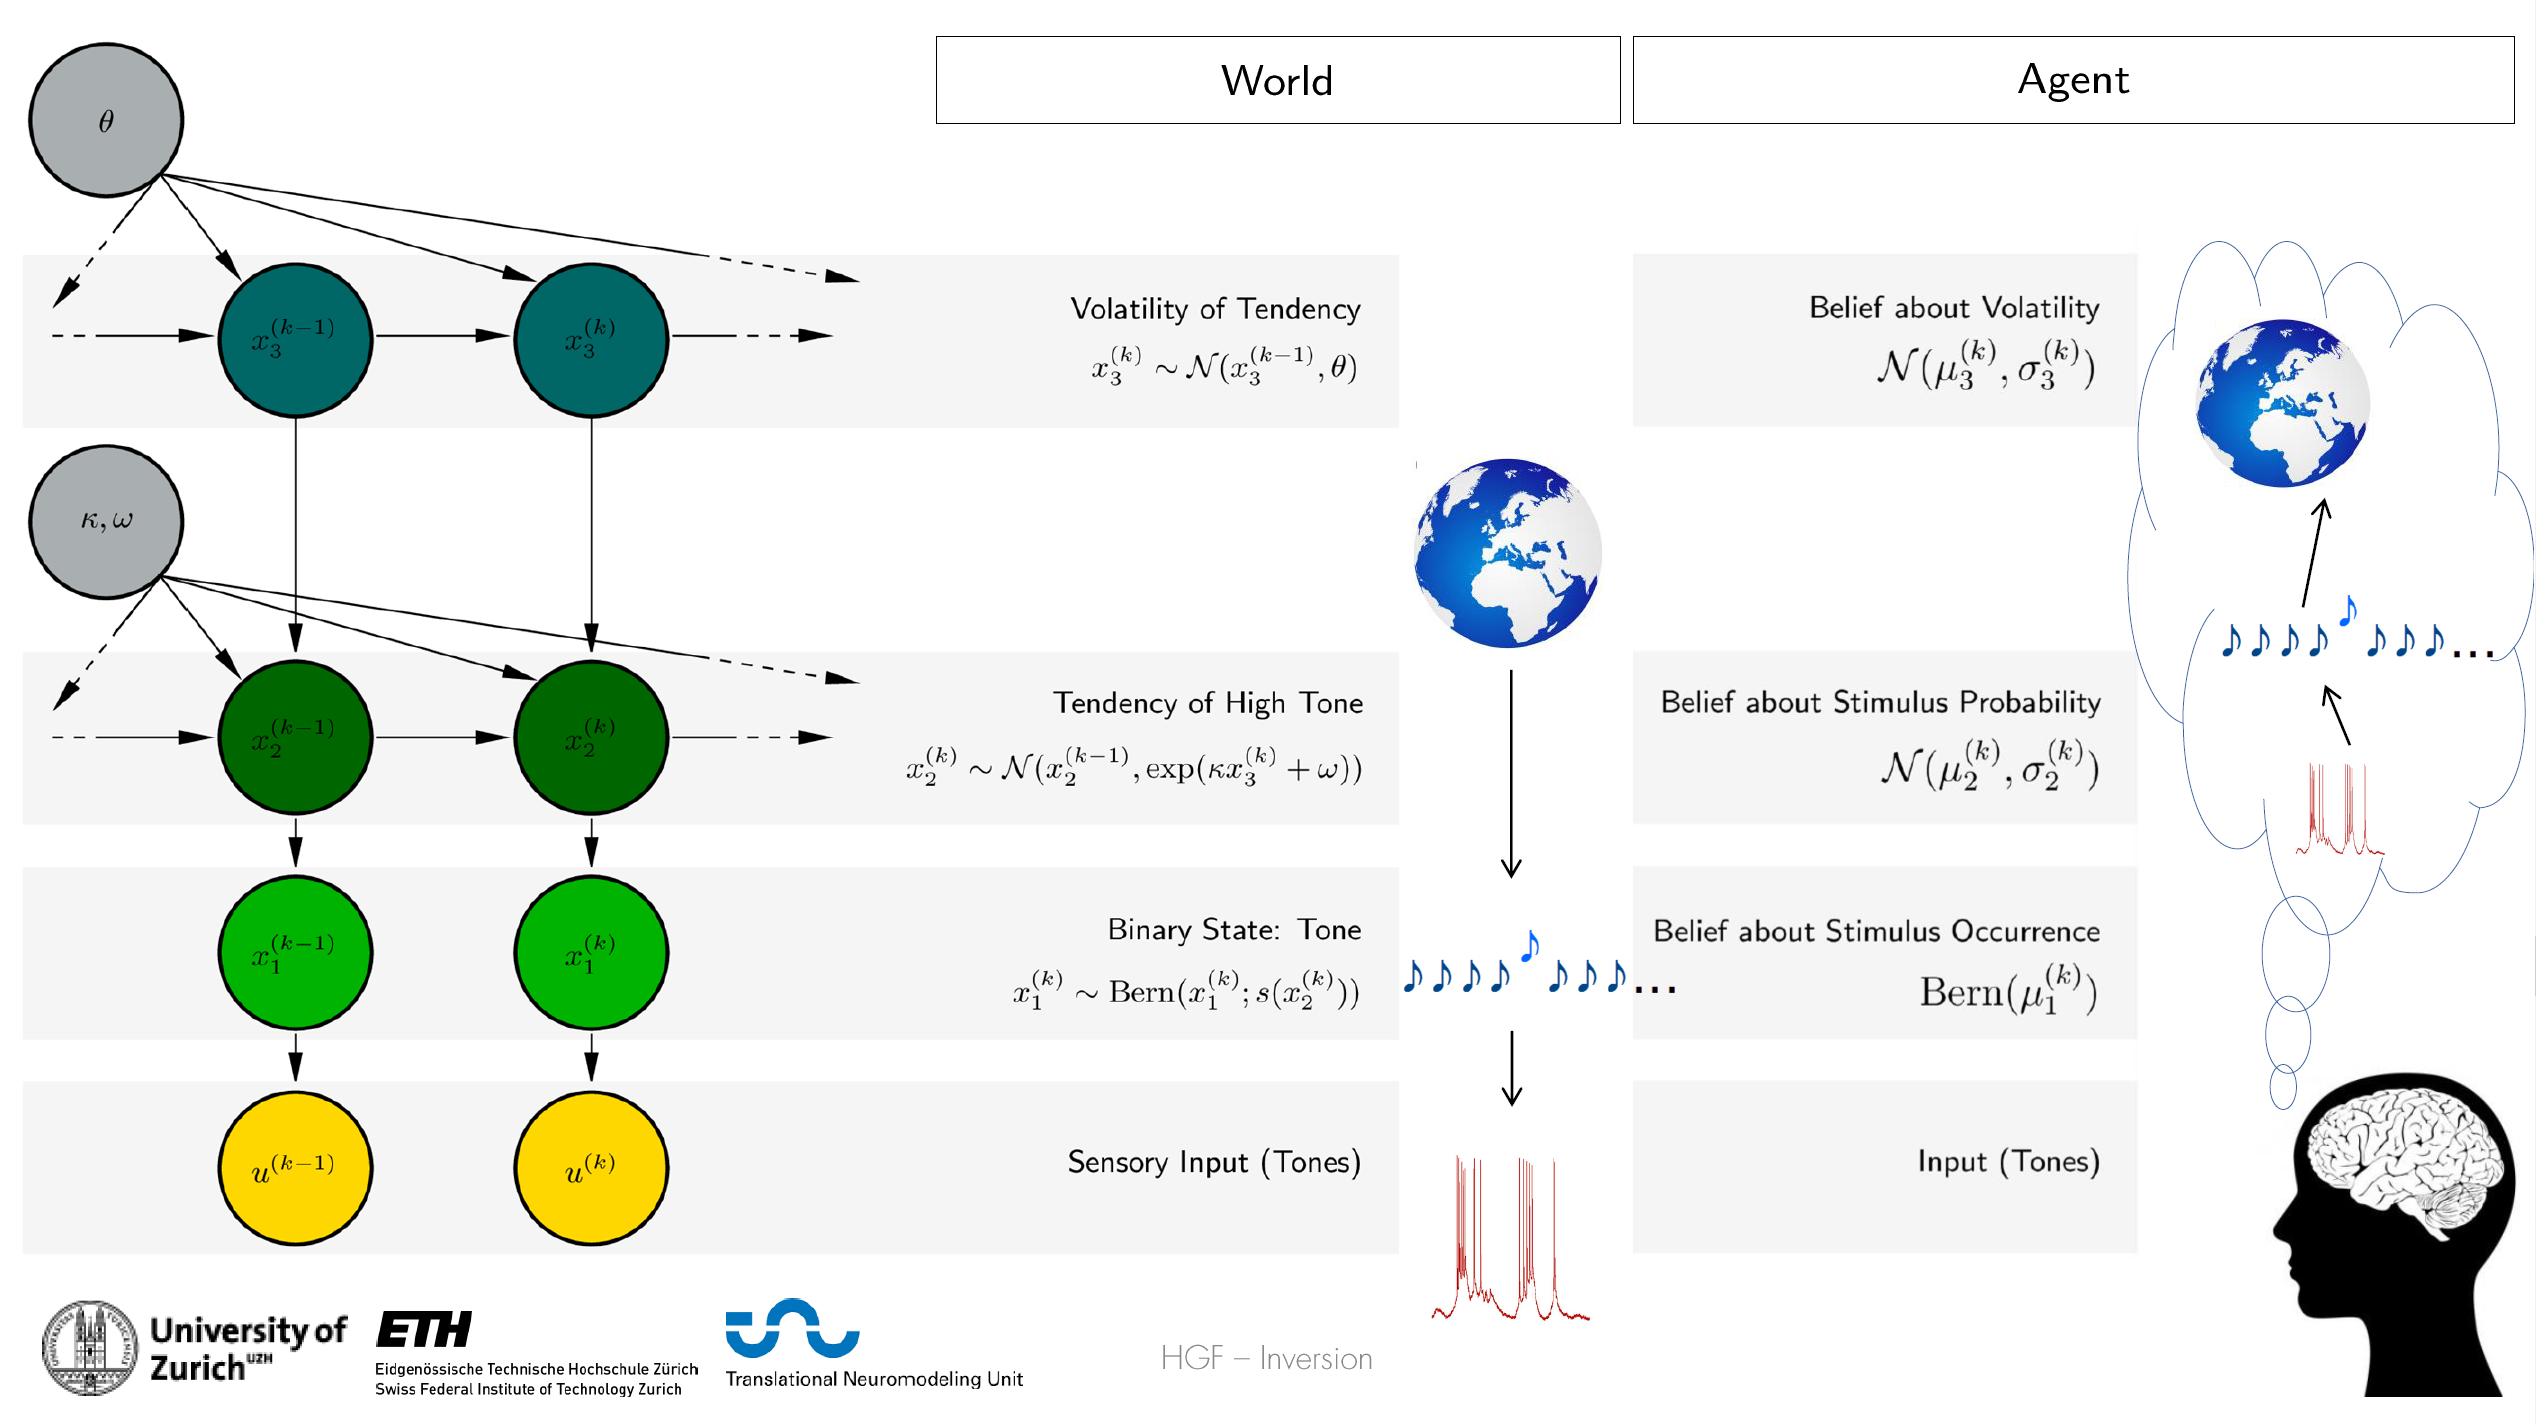 World
Agent
θ
x_3^{(k-1)}
x_3^{(k)}
Volatility of Tendency
x_3^{(k)} ∼ 𝒩(x_3^{(k-1)}, θ)
Belief about Volatility
𝒩(μ_3^{(k)}, σ_3^{(k)})
κ, ω
x_2^{(k-1)}
x_2^{(k)}
Tendency of High Tone
x_2^{(k)} ∼ 𝒩(x_2^{(k-1)}, exp(κx_3^{(k)} + ω))
Belief about Stimulus Probability
𝒩(μ_2^{(k)}, σ_2^{(k)})
x_1^{(k-1)}
x_1^{(k)}
Binary State: Tone
x_1^{(k)} ∼ Bern(x_1^{(k)}; s(x_2^{(k)}))
♪♪♪♪♪♪♪♪...
Belief about Stimulus Occurrence
Bern(μ_1^{(k)})
♪♪♪♪♪♪♪♪...
u^{(k-1)}
u^{(k)}
Sensory Input (Tones)
Input (Tones)
University of
Zurich UZH
ETH
Eidgenössische Technische Hochschule Zürich
Swiss Federal Institute of Technology Zurich
Translational Neuromodeling Unit
HGF – Inversion